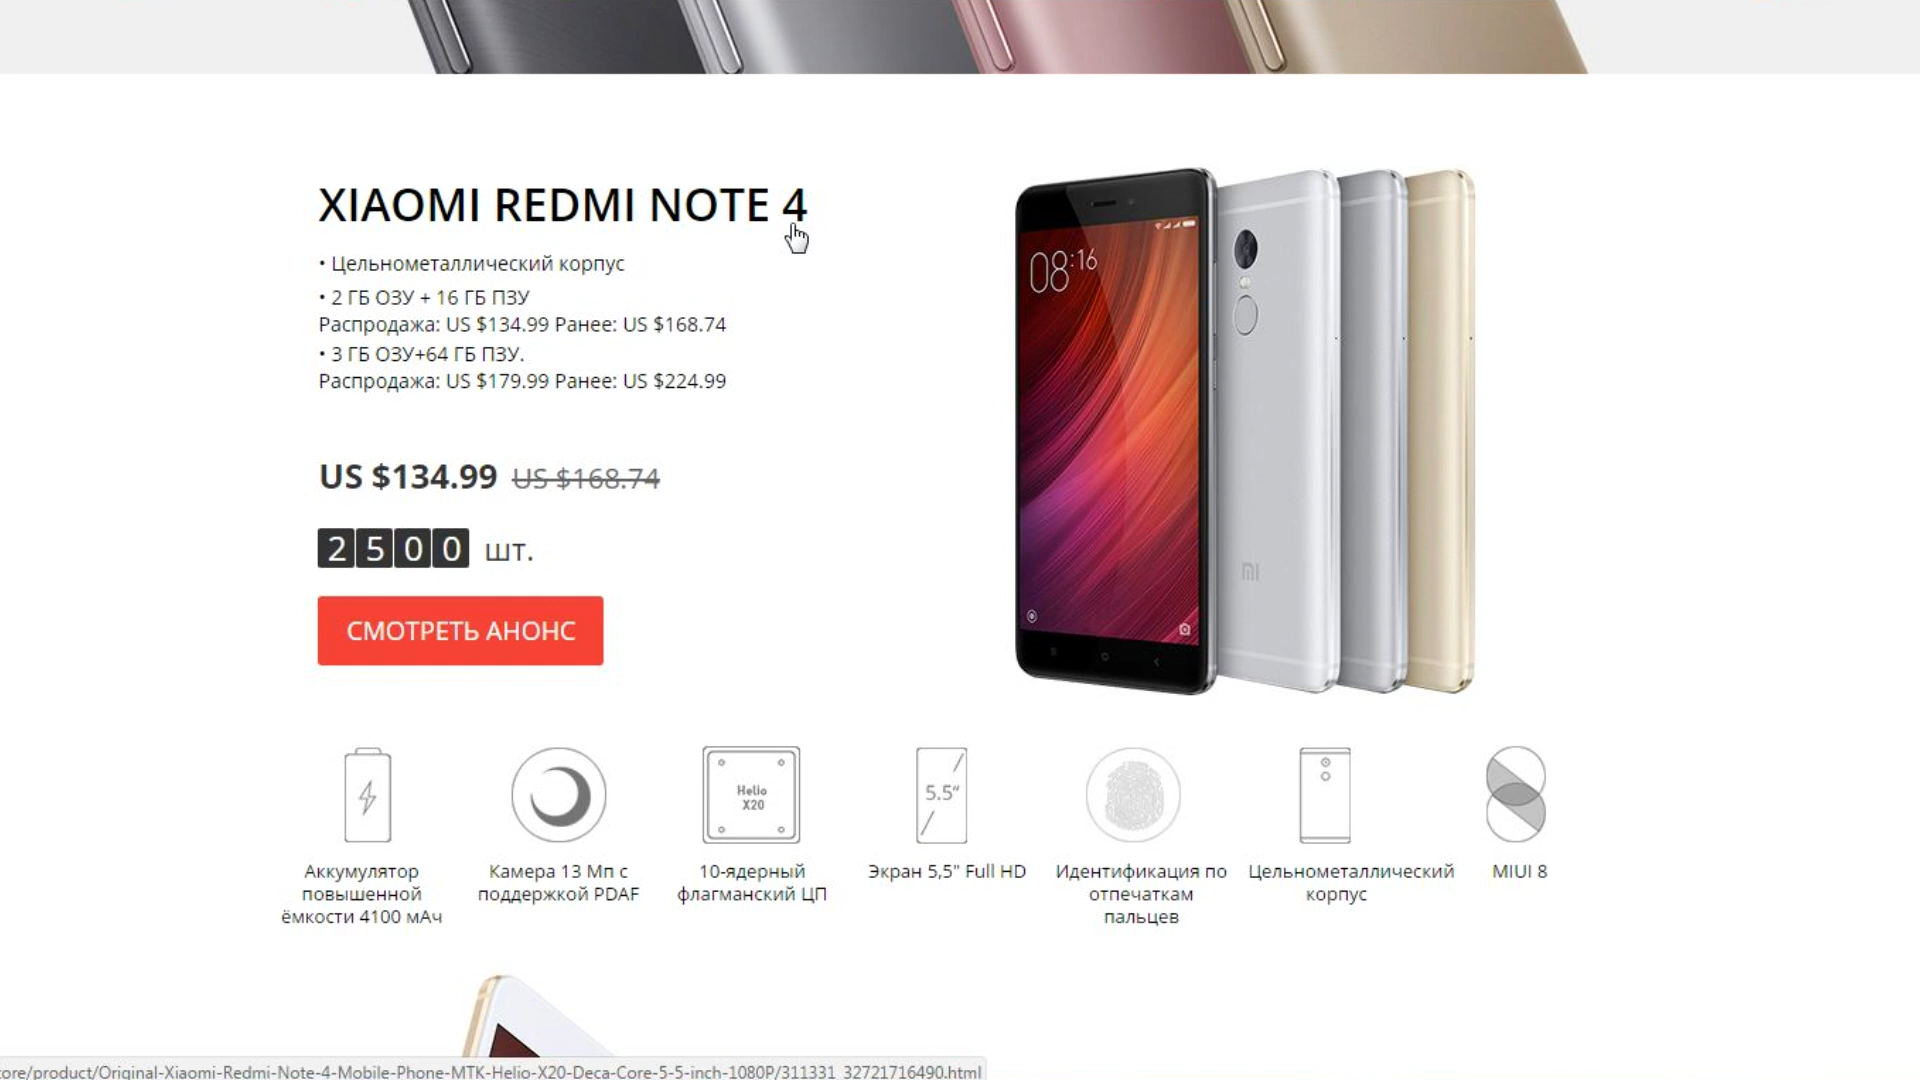 XIAOMI REDMI NOTE 4
• Цельнометаллический корпус
• 2 ГБ ОЗУ + 16 ГБ ПЗУ
Распродажа: US $134.99 Ранее: US $168.74
• 3 ГБ ОЗУ+64 ГБ ПЗУ.
Распродажа: US $179.99 Ранее: US $224.99
US $134.99 US $168.74
2500 шт.
СМОТРЕТЬ АНОНС
08:16
MI
Helio
X20
5.5“
Аккумулятор
повышенной
ёмкости 4100 мАч
Камера 13 Мп с
поддержкой PDAF
10-ядерный
флагманский ЦП
Экран 5,5" Full HD
Идентификация по
отпечаткам
пальцев
Цельнометаллический
корпус
MIUI 8
tore/product/Original-Xiaomi-Redmi-Note-4-Mobile-Phone-MTK-Helio-X20-Deca-Core-5-5-inch-1080P/311331_32721716490.html